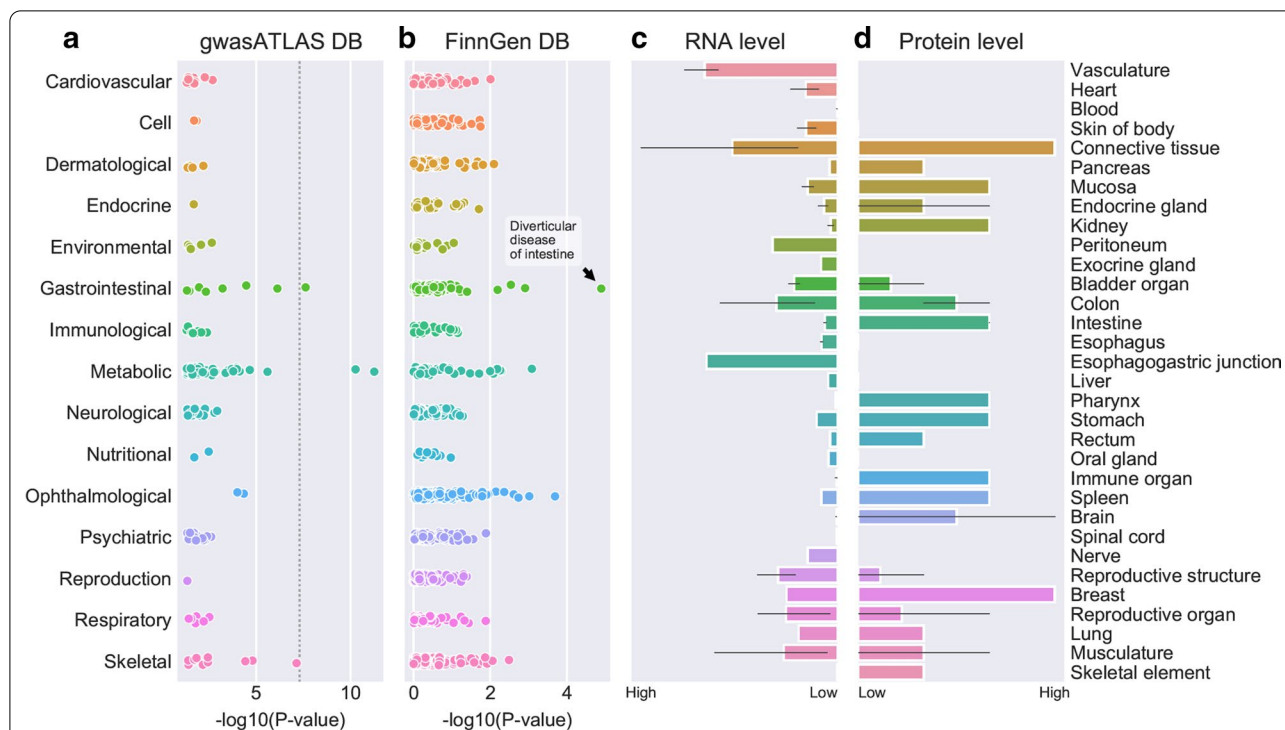 a gwasATLAS DB
b FinnGen DB
c RNA level
d Protein level
Cardiovascular
Cell
Dermatological
Endocrine
Environmental
Gastrointestinal
Immunological
Metabolic
Neurological
Nutritional
Ophthalmological
Psychiatric
Reproduction
Respiratory
Skeletal
5 10
-log10(P-value)
Diverticular
disease
of intestine
0 2 4
-log10(P-value)
High Low
Low High
Vasculature
Heart
Blood
Skin of body
Connective tissue
Pancreas
Mucosa
Endocrine gland
Kidney
Peritoneum
Exocrine gland
Bladder organ
Colon
Intestine
Esophagus
Esophagogastric junction
Liver
Pharynx
Stomach
Rectum
Oral gland
Immune organ
Spleen
Brain
Spinal cord
Nerve
Reproductive structure
Breast
Reproductive organ
Lung
Musculature
Skeletal element